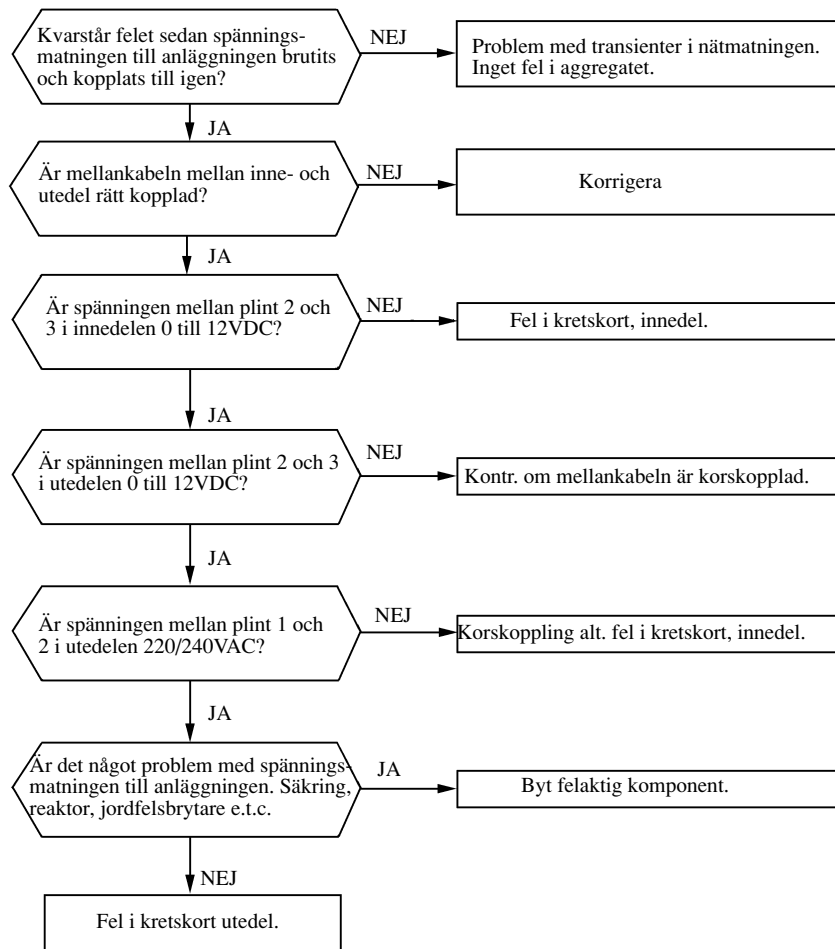 Kvarstår felet sedan spännings-
matningen till anläggningen brutits
och kopplats till igen?
NEJ
Problem med transienter i nätmatningen.
Inget fel i aggregatet.
JA
Är mellankabeln mellan inne- och
utedel rätt kopplad?
NEJ
Korrigera
JA
Är spänningen mellan plint 2 och
3 i innedelen 0 till 12VDC?
NEJ
Fel i kretskort, innedel.
JA
Är spänningen mellan plint 2 och 3
i utedelen 0 till 12VDC?
NEJ
Kontr. om mellankabeln är korskopplad.
JA
Är spänningen mellan plint 1 och
2 i utedelen 220/240VAC?
NEJ
Korskoppling alt. fel i kretskort, innedel.
JA
Är det något problem med spännings-
matningen till anläggningen. Säkring,
reaktor, jordfelsbrytare e.t.c.
JA
Byt felaktig komponent.
NEJ
Fel i kretskort utedel.